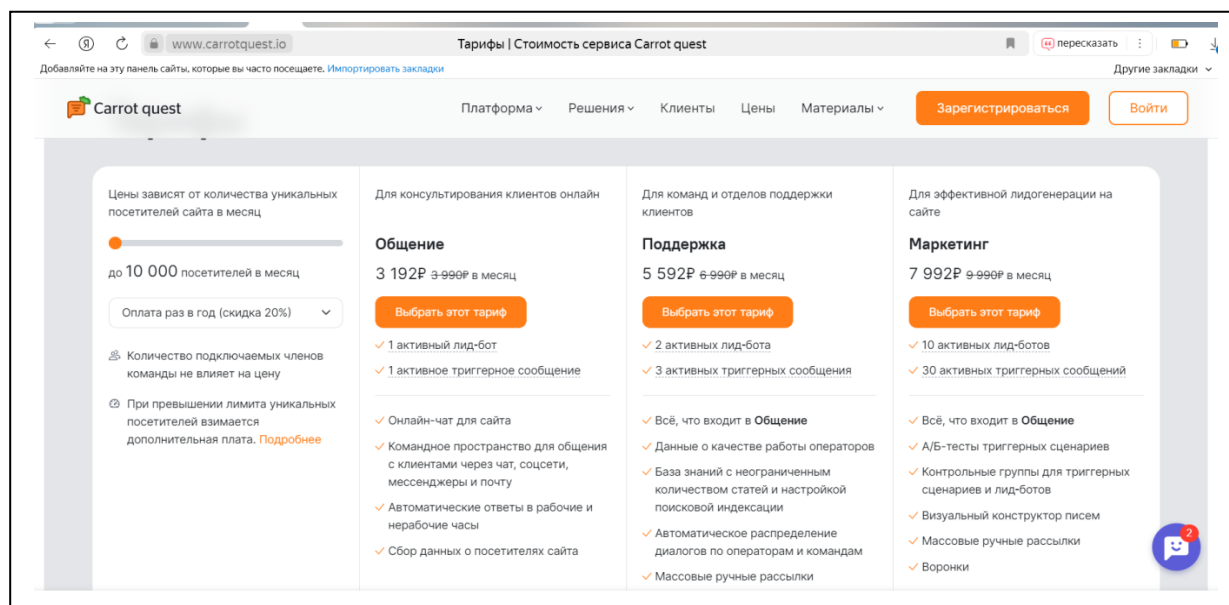 www.carrotquest.io
Тарифы | Стоимость сервиса Carrot quest
пересказать
Добавляйте на эту панель сайты, которые вы часто посещаете. Импортировать закладки
Другие закладки
Carrot quest
Платформа
Решения
Клиенты
Цены
Материалы
Зарегистрироваться
Войти
Цены зависят от количества уникальных
посетителей сайта в месяц
до 10 000 посетителей в месяц
Оплата раз в год (скидка 20%)
Количество подключаемых членов
команды не влияет на цену
При превышении лимита уникальных
посетителей взимается
дополнительная плата. Подробнее
Для консультирования клиентов онлайн
Общение
3 192₽ 3 990₽ в месяц
Выбрать этот тариф
1 активный лид-бот
1 активное триггерное сообщение
Онлайн-чат для сайта
Командное пространство для общения
с клиентами через чат, соцсети,
мессенджеры и почту
Автоматические ответы в рабочие и
нерабочие часы
Сбор данных о посетителях сайта
Для команд и отделов поддержки
клиентов
Поддержка
5 592₽ 6 990₽ в месяц
Выбрать этот тариф
2 активных лид-бота
3 активных триггерных сообщения
Всё, что входит в Общение
Данные о качестве работы операторов
База знаний с неограниченным
количеством статей и настройкой
поисковой индексации
Автоматическое распределение
диалогов по операторам и командам
Массовые ручные рассылки
Для эффективной лидогенерации на
сайте
Маркетинг
7 992₽ 9 990₽ в месяц
Выбрать этот тариф
10 активных лид-ботов
30 активных триггерных сообщений
Всё, что входит в Общение
А/Б-тесты триггерных сценариев
Контрольные группы для триггерных
сценариев и лид-ботов
Визуальный конструктор писем
Массовые ручные рассылки
Воронки
2